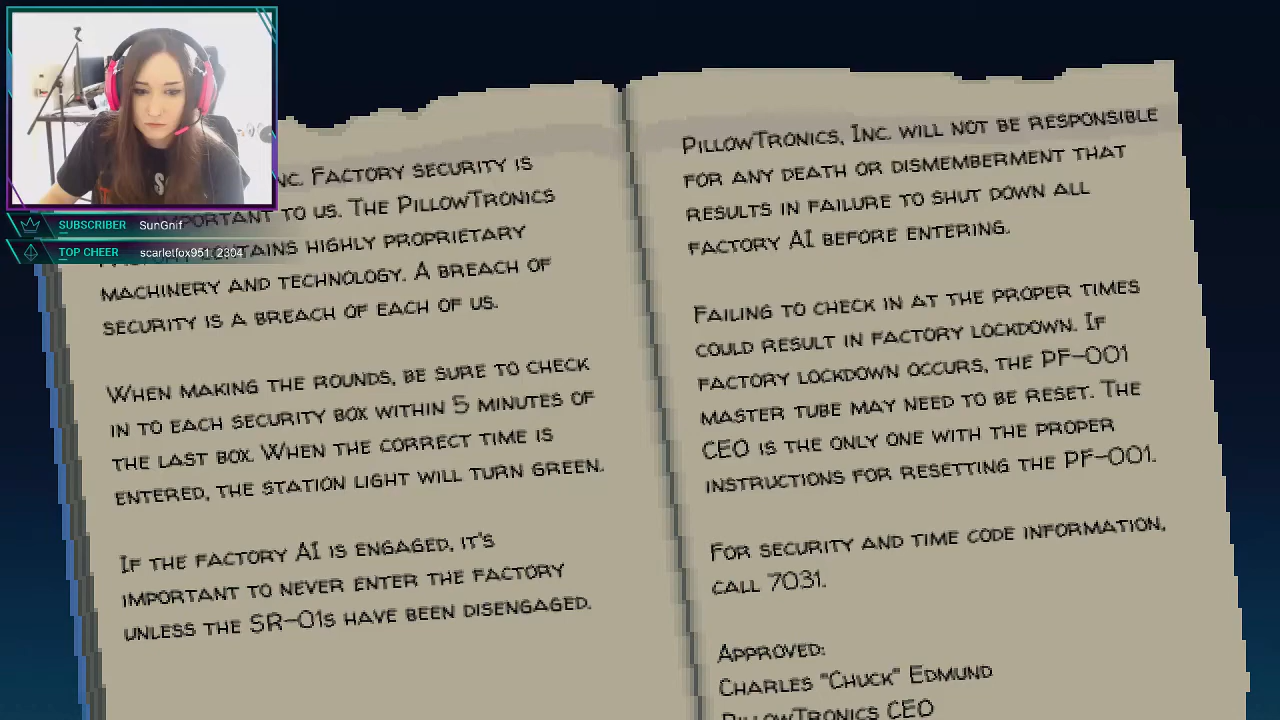 SUBSCRIBER SunGnif
TOP CHEER scarletfox951: 2304
NC. FACTORY SECURITY IS
IMPORTANT TO US. THE PILLOWTRONICS
HIGHLY PROPRIETARY
MACHINERY AND TECHNOLOGY. A BREACH OF
SECURITY IS A BREACH OF EACH OF US.
WHEN MAKING THE ROUNDS, BE SURE TO CHECK
IN TO EACH SECURITY BOX WITHIN 5 MINUTES OF
THE LAST BOX. WHEN THE CORRECT TIME IS
ENTERED, THE STATION LIGHT WILL TURN GREEN.
IF THE FACTORY AI IS ENGAGED, IT'S
IMPORTANT TO NEVER ENTER THE FACTORY
UNLESS THE SR-01S HAVE BEEN DISENGAGED.
PILLOWTRONICS, INC. WILL NOT BE RESPONSIBLE
FOR ANY DEATH OR DISMEMBERMENT THAT
RESULTS IN FAILURE TO SHUT DOWN ALL
FACTORY AI BEFORE ENTERING.
FAILING TO CHECK IN AT THE PROPER TIMES
COULD RESULT IN FACTORY LOCKDOWN. IF
FACTORY LOCKDOWN OCCURS, THE PF-001
MASTER TUBE MAY NEED TO BE RESET. THE
CEO IS THE ONLY ONE WITH THE PROPER
INSTRUCTIONS FOR RESETTING THE PF-001.
FOR SECURITY AND TIME CODE INFORMATION,
CALL 7031.
APPROVED:
CHARLES "CHUCK" EDMUND
PILLOWTRONICS CEO